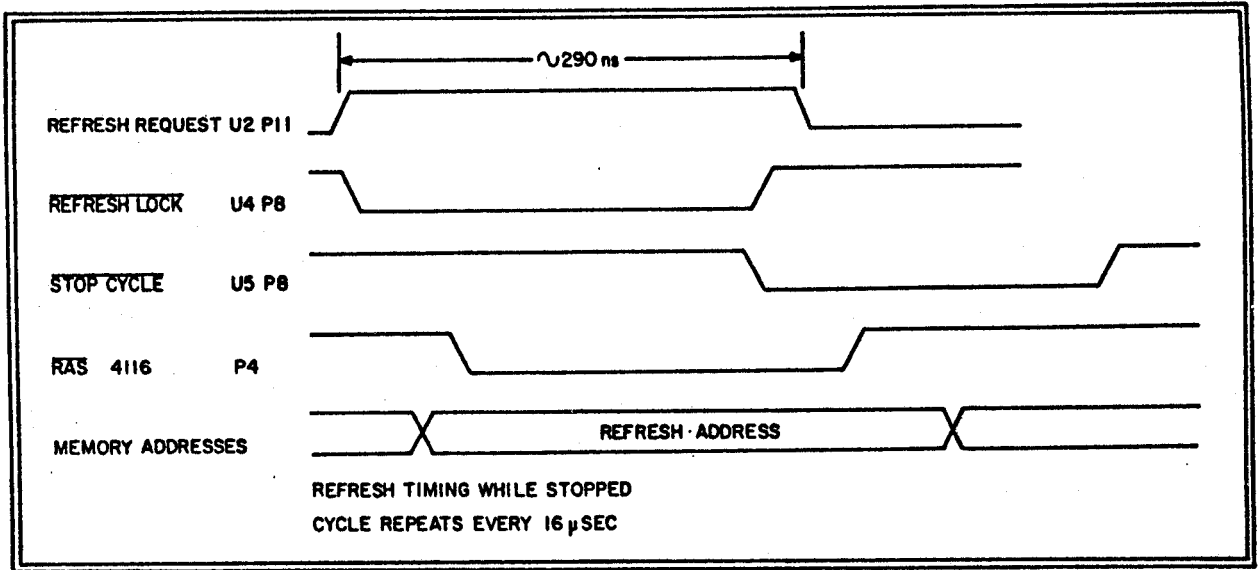 ∿290 ns
REFRESH REQUEST U2 P11
REFRESH LOCK U4 P8
STOP CYCLE U5 P8
RAS 4116 P4
MEMORY ADDRESSES REFRESH·ADDRESS
REFRESH TIMING WHILE STOPPED
CYCLE REPEATS EVERY 16 μSEC